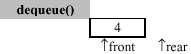 dequeue()
4
↑front ↑rear